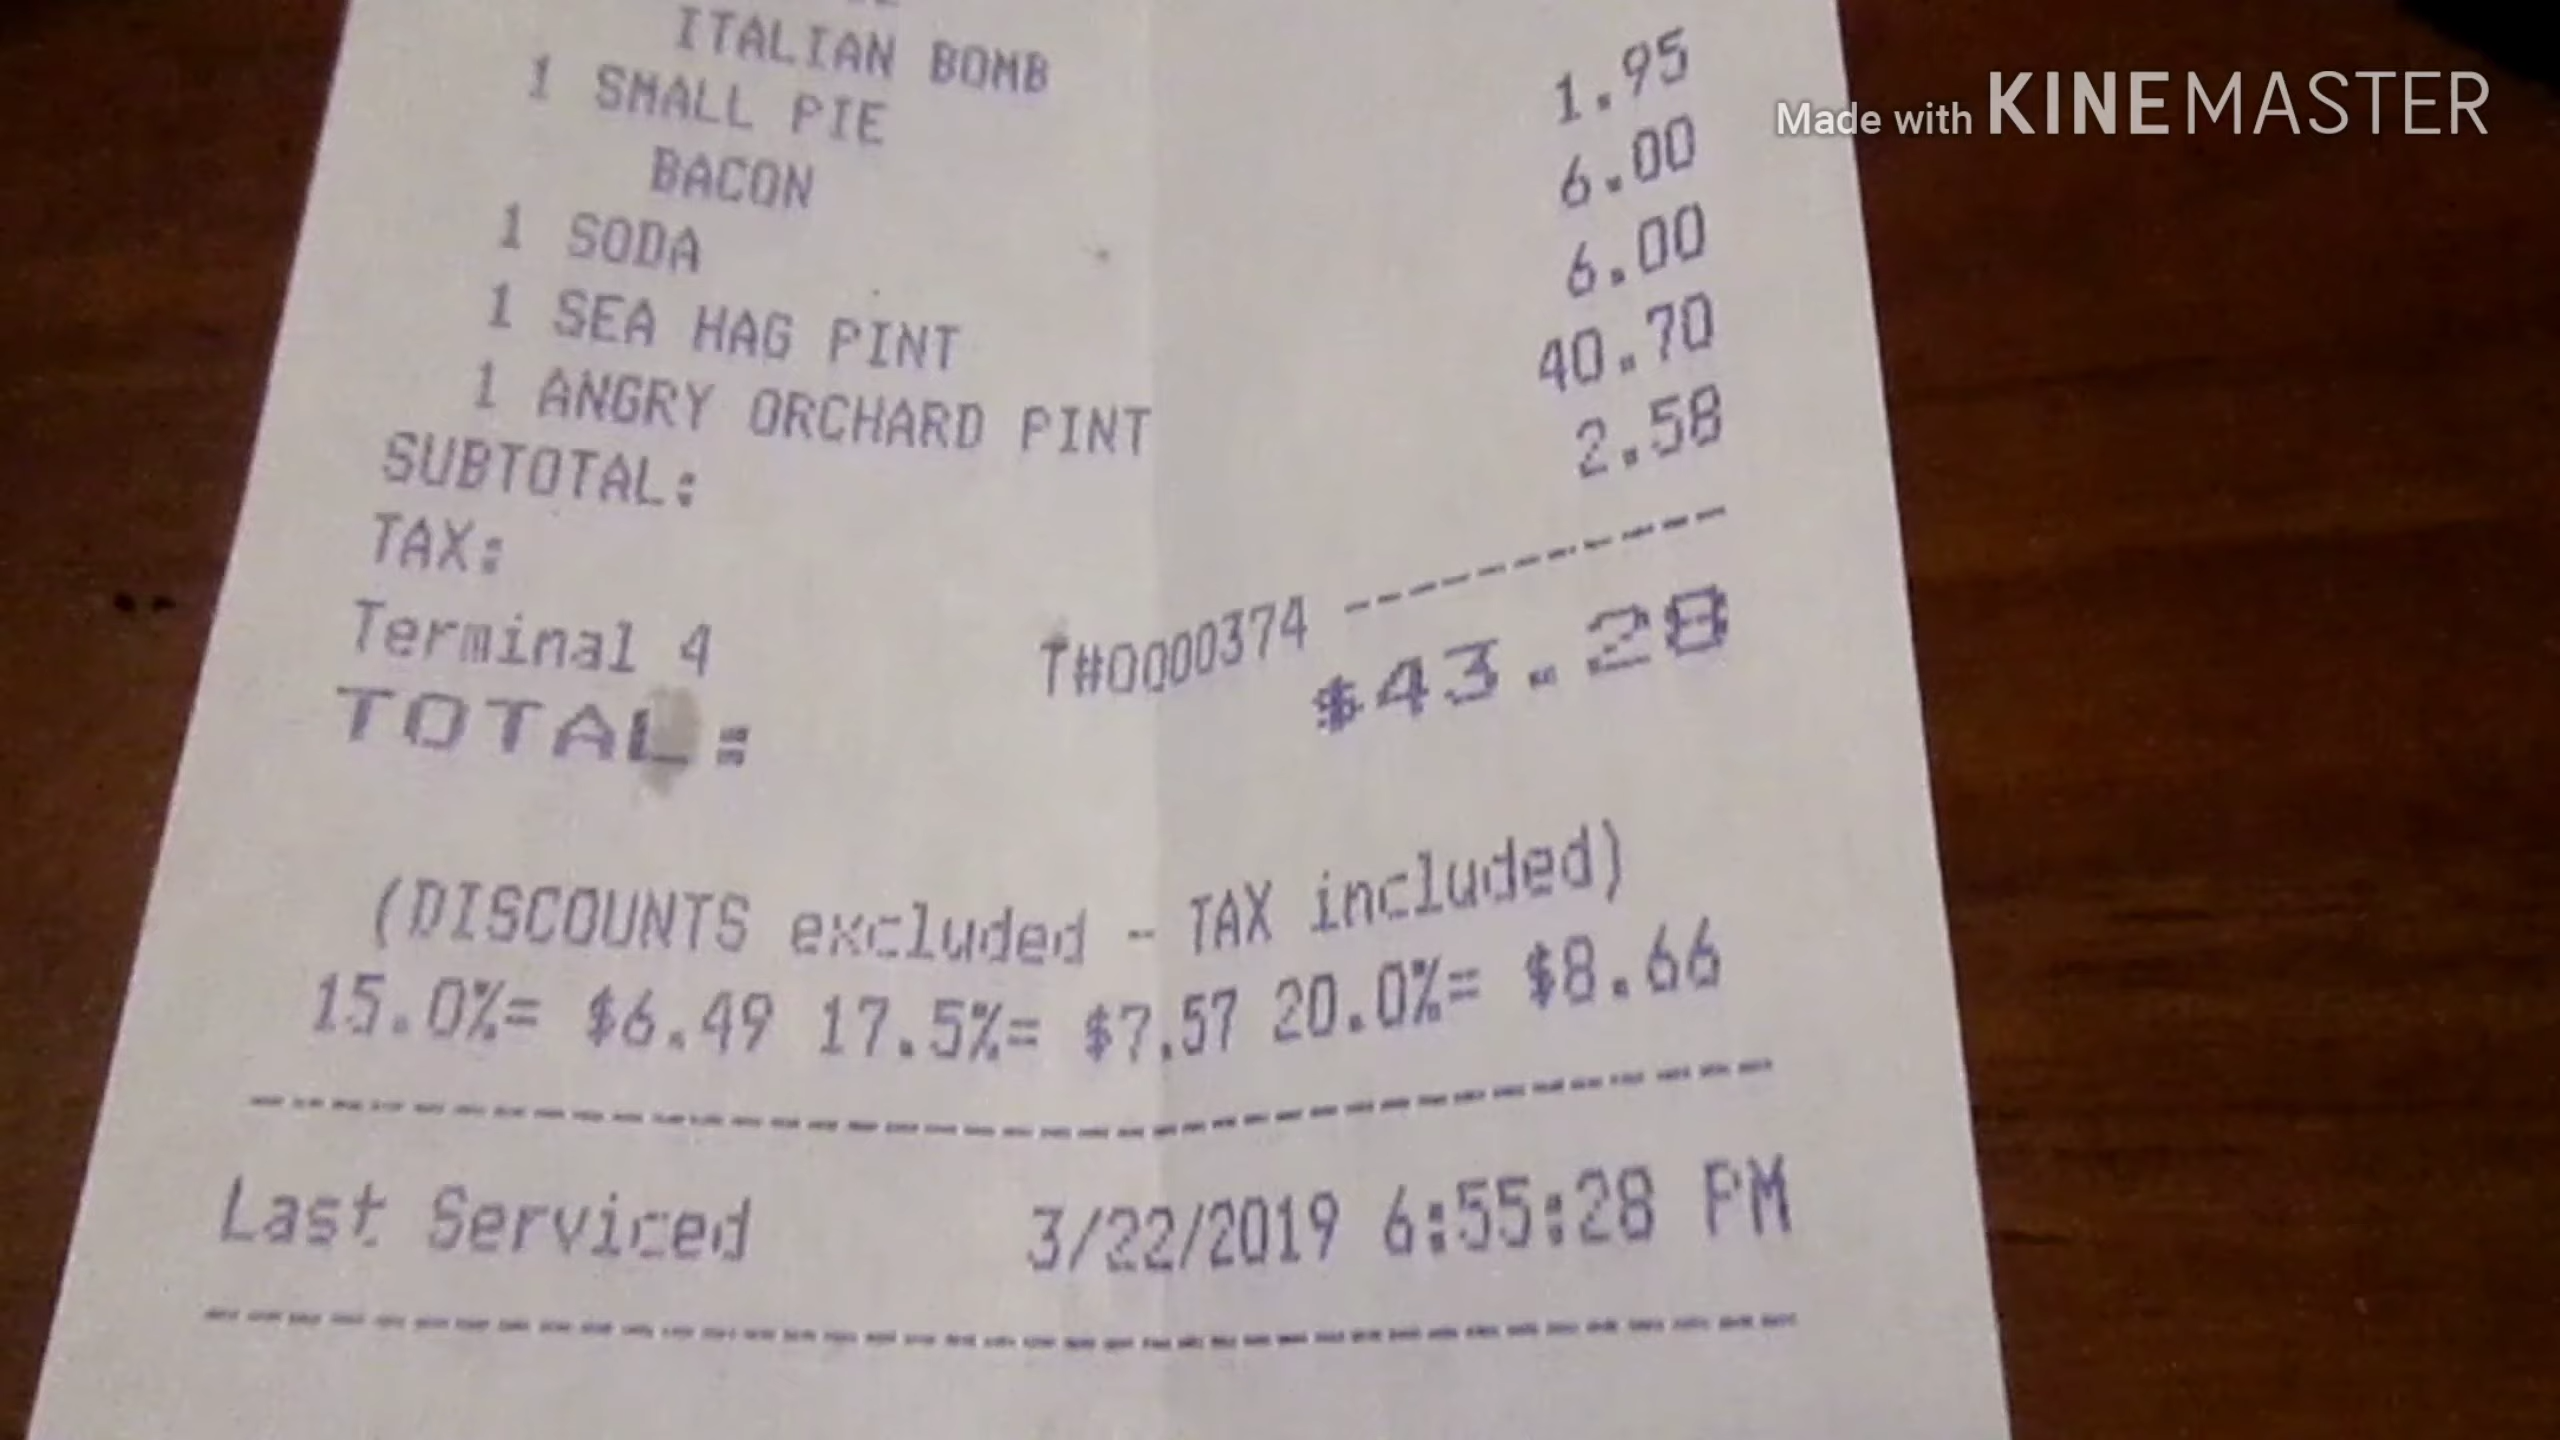 ITALIAN BOMB
1 SMALL PIE
BACON
1 SODA 1.95
1 SEA HAG PINT 6.00
1 ANGRY ORCHARD PINT 6.00
SUBTOTAL: 40.70
TAX: 2.58
Terminal 4 T#0000374 -----------
TOTAL: $43.28
(DISCOUNTS excluded - TAX included)
15.0%= $6.49 17.5%= $7.57 20.0%= $8.66
Last Serviced 3/22/2019 6:55:28 PM
Made with KINEMASTER